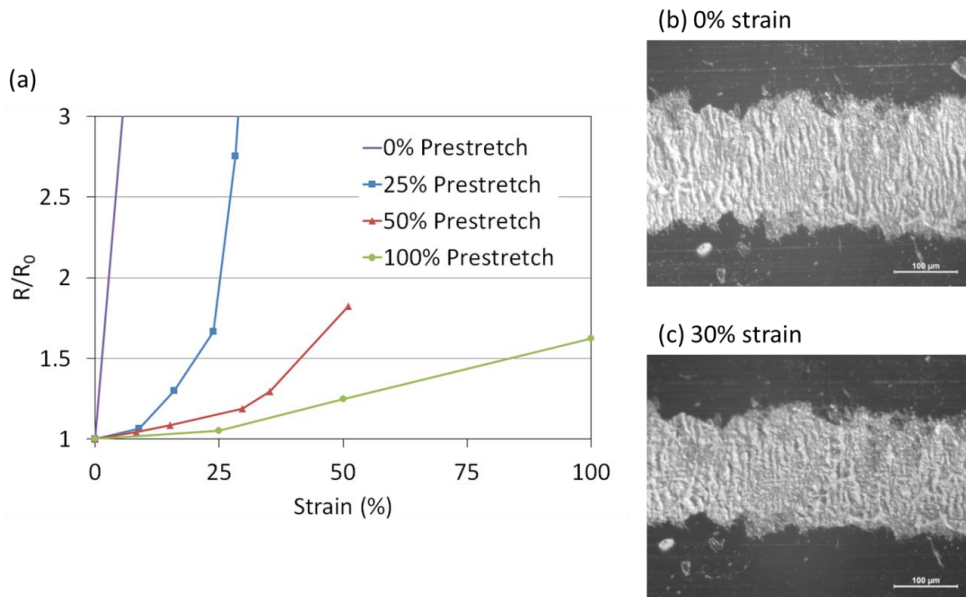 (a)
3
2.5
2
1.5
1
R/R0
0% Prestretch
25% Prestretch
50% Prestretch
100% Prestretch
0 25 50 75 100
Strain (%)
(b) 0% strain
100 µm
(c) 30% strain
100 µm